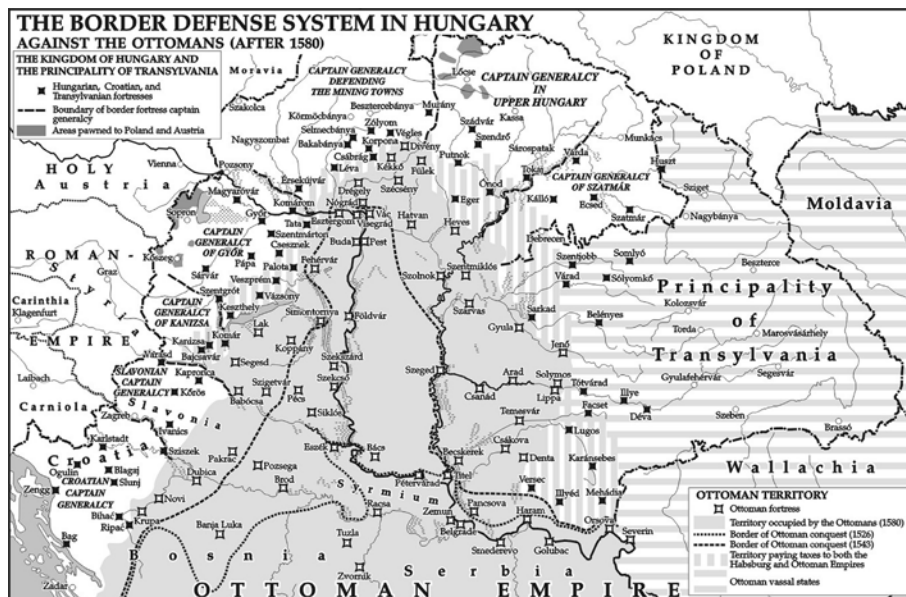 THE BORDER DEFENSE SYSTEM IN HUNGARY
AGAINST THE OTTOMANS (AFTER 1580)
THE KINGDOM OF HUNGARY AND
THE PRINCIPALITY OF TRANSYLVANIA
Hungarian, Croatian, and
Transylvanian fortresses
Boundary of border fortress captain
generalcy
Areas pawned to Poland and Austria
KINGDOM
OF
POLAND
Moravia
CAPTAIN GENERALCY
DEFENDING
THE MINING TOWNS
CAPTAIN GENERALCY
IN
UPPER HUNGARY
Lőcse
Kassa
Szakolca
Besztercebánya
Murány
Körmöcbánya
Zólyom
Szádvár
Selmecbánya
Végles
Szendrő
Nagyszombat
Bakabánya
Korpona
Divény
Sárospatak
Munkács
Csábrág
Putnok
Várda
Huszt
Vienna
Pozsony
Léva
Kékkő
Fülek
Tokaj
CAPTAIN GENERALCY
OF SZATMÁR
HOLY
Austria
Érsekújvár
Drégely
Szécsény
Ónod
Sziget
Moldavia
Magyaróvár
Nógrád
Eger
Kálló
Ecsed
Szatmár
Nagybánya
Sopron
Komárom
Esztergom
Vác
Visegrád
Hatvan
Heves
Győr
Tata
CAPTAIN
GENERALCY
OF GYŐR
Szentmárton
Csesznek
Buda
Pest
Debrecen
ROMAN-
Kőszeg
Pápa
Palota
Fehérvár
Szolnok
Szentmiklós
Szentjobb
Somlyó
Beszterce
Graz
Sárvár
Veszprém
Várad
Sólyomkő
Styria
Szentgrót
Vázsony
Principality
of
Transylvania
Carinthia
Klagenfurt
CAPTAIN
GENERALCY
OF KANIZSA
Keszthely
Simontornya
Földvár
Szarvas
Sarkad
Belényes
Kolozsvár
EMPIRE
Komár
Lak
Gyula
Torda
Marosvásárhely
Kanizsa
Bajcsavár
Koppány
Jenő
Varasd
Segesd
Szekszárd
Gyulafehérvár
Segesvár
Laibach
SLAVONIAN
CAPTAIN
GENERALCY
Kapronca
Szigetvár
Szekcső
Szeged
Arad
Solymos
Tótvárad
Illye
Kőrös
Babócsa
Pécs
Csanád
Lippa
Déva
Szeben
Carniola
Zagreb
Slavonia
Siklós
Temesvár
Facset
Brassó
Ivanics
Lugos
Karlstadt
Sziszek
Pakrac
Eszék
Bács
Csákova
Wallachia
Croatia
Ogulin
Blagaj
Slunj
Dubica
Pozsega
Becskerek
Denta
Karánsebes
CROATIAN
CAPTAIN
GENERALCY
Zengg
Brod
Sirmium
Pétervárad
Titel
Versec
Novi
Illyéd
Mehádia
Bihać
Ripač
Krupa
Racsa
Zemun
Pancsova
Haram
Orsova
Bag
Banja Luka
Belgrade
Severin
Tuzla
Smederevo
Golubac
Bosnia
Serbia
Zadar
Zvornik
OTTOMAN EMPIRE
OTTOMAN TERRITORY
Ottoman fortress
Territory occupied by the Ottomans (1580)
Border of Ottoman conquest (1526)
Border of Ottoman conquest (1543)
Territory paying taxes to both the
Habsburg and Ottoman Empires
Ottoman vassal states